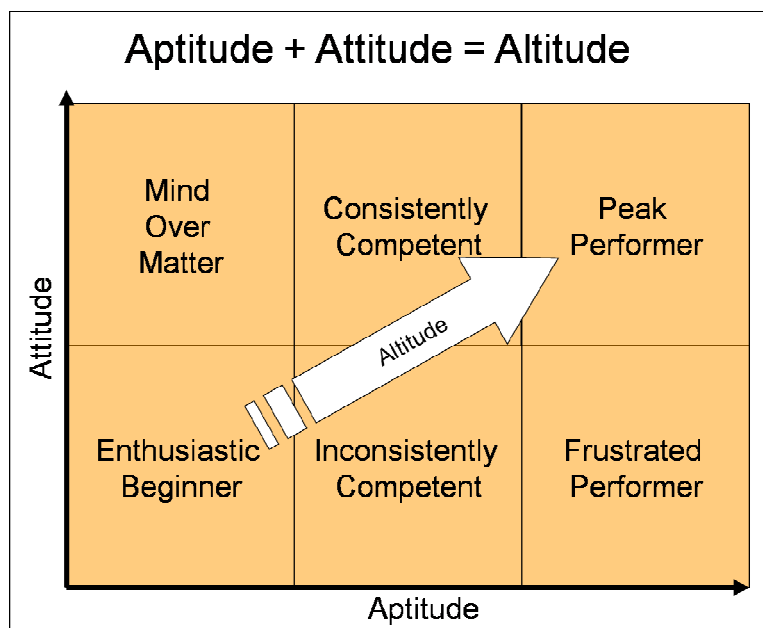 Aptitude + Attitude = Altitude
Attitude
Mind
Over
Matter
Consistently
Competent
Peak
Performer
Altitude
Enthusiastic
Beginner
Inconsistently
Competent
Frustrated
Performer
Aptitude